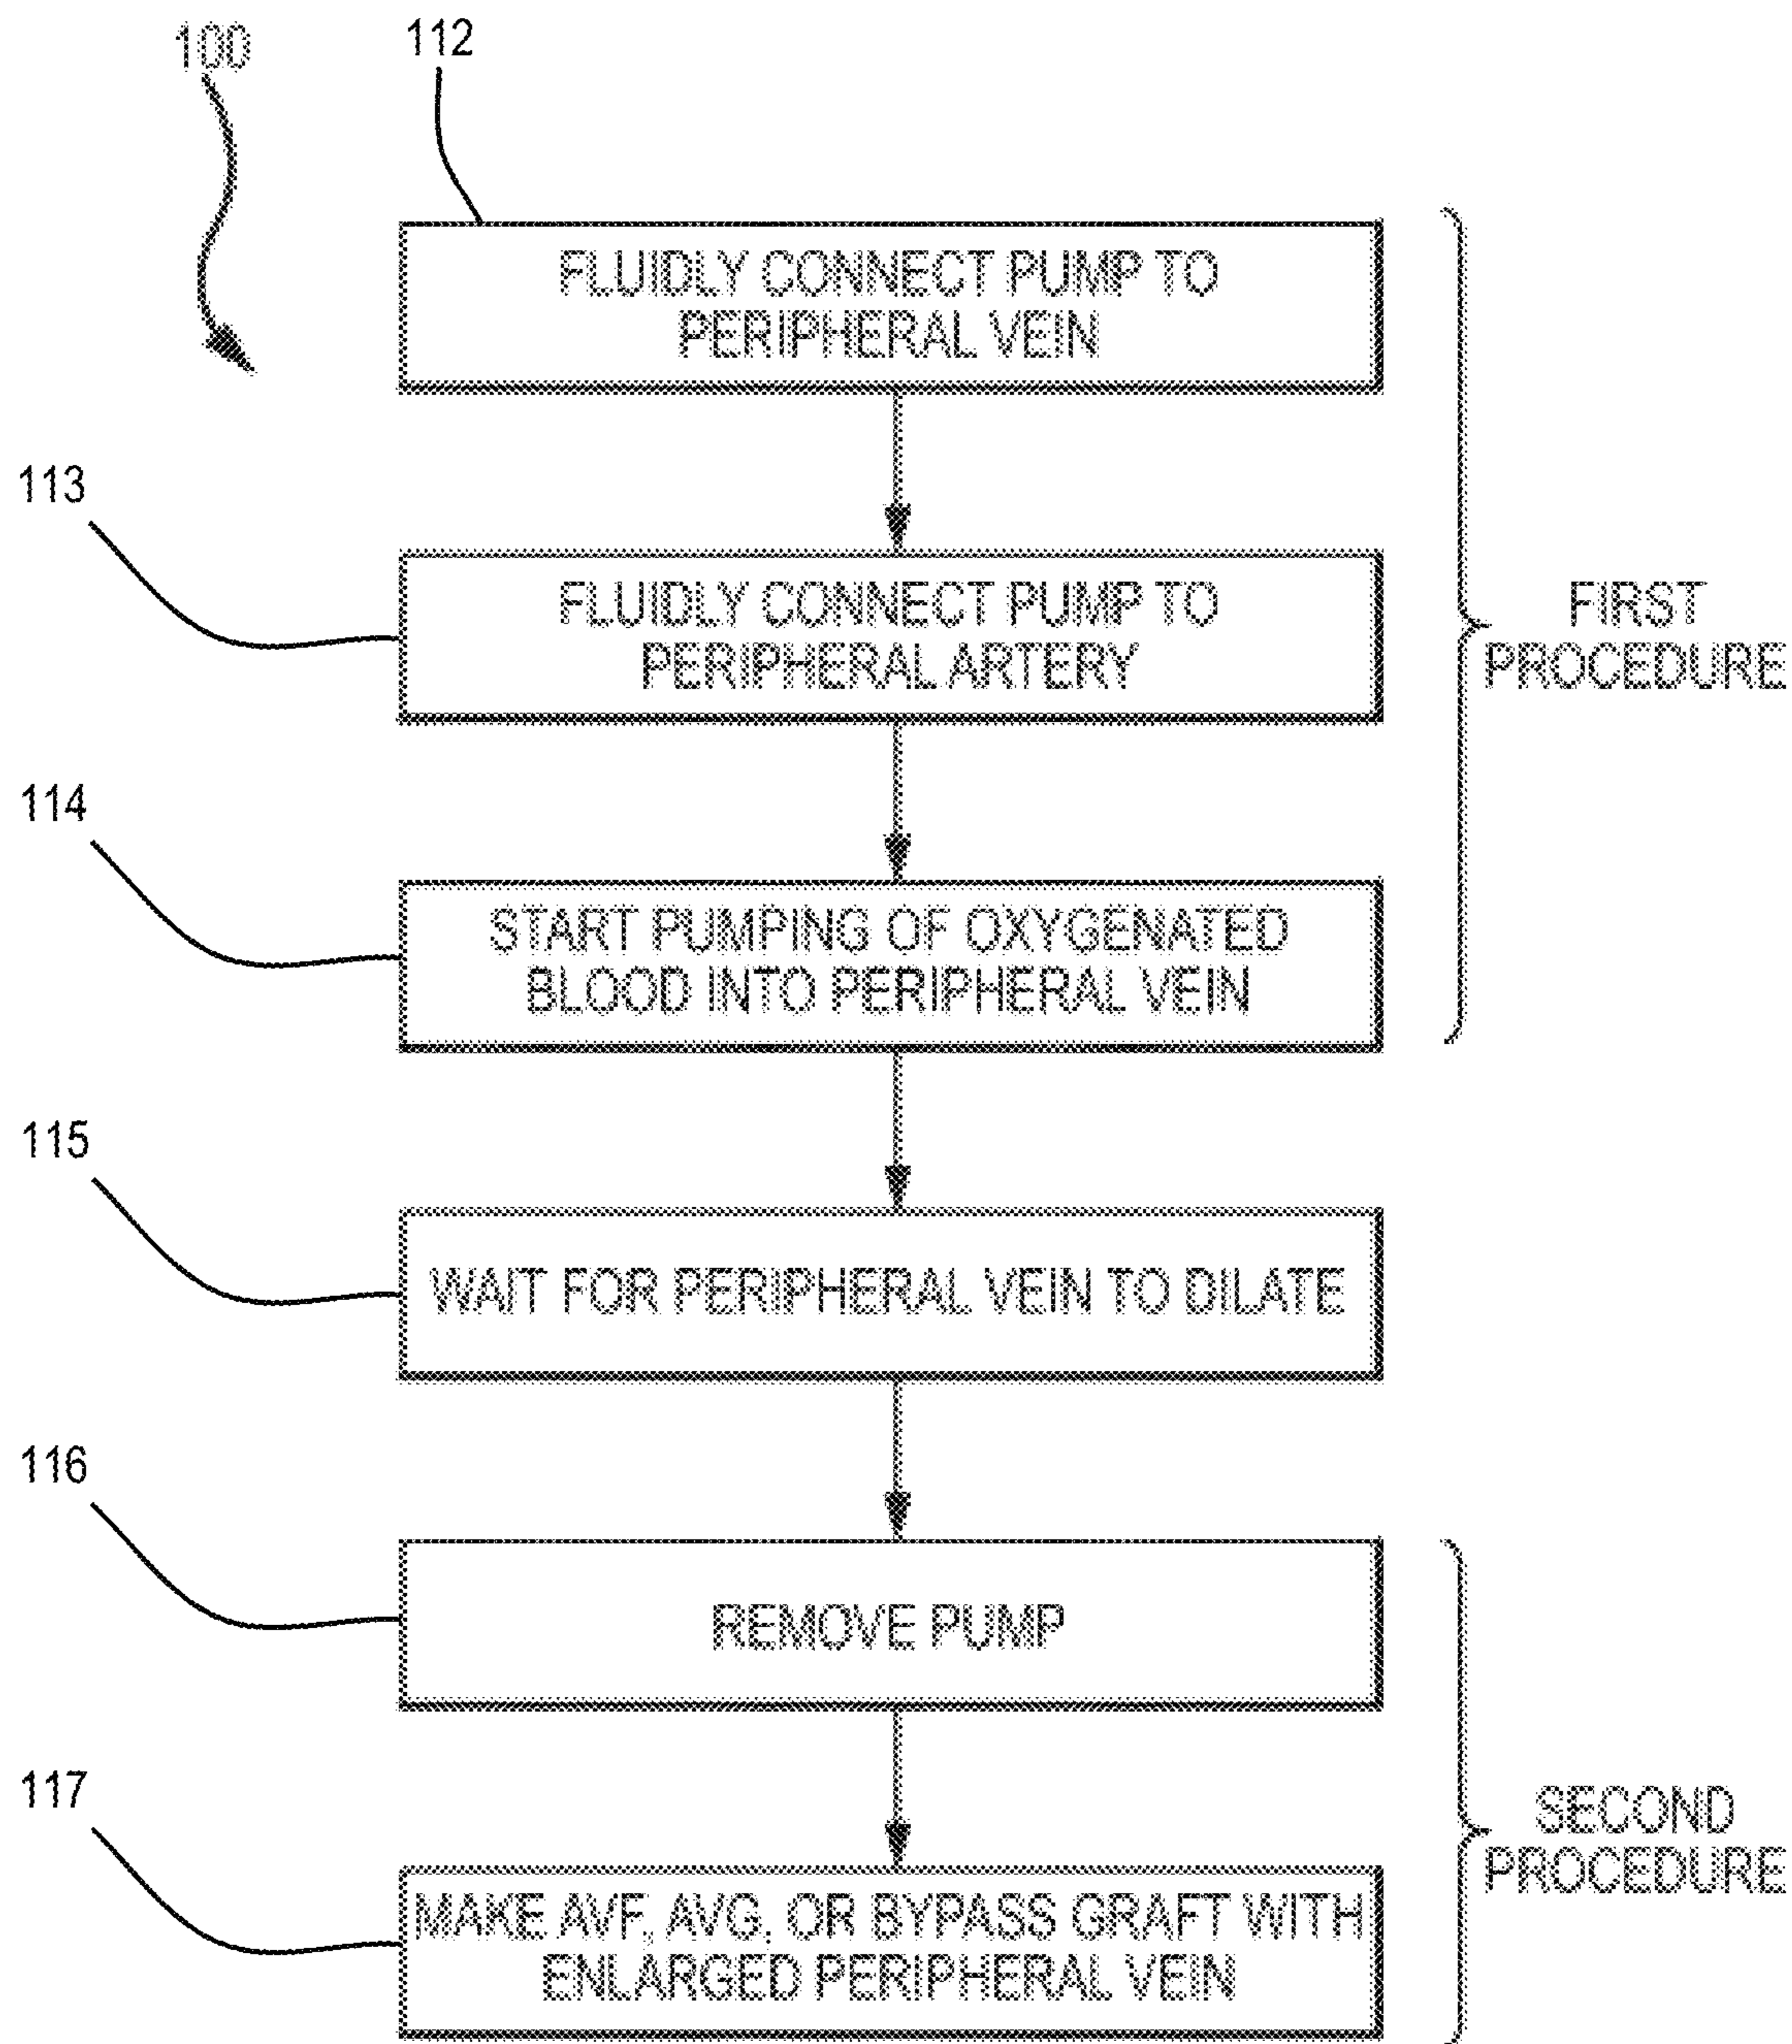 100
112
FLUIDLY CONNECT PUMP TO
PERIPHERAL VEIN
113
FLUIDLY CONNECT PUMP TO
PERIPHERAL ARTERY
FIRST
PROCEDURE
114
START PUMPING OF OXYGENATED
BLOOD INTO PERIPHERAL VEIN
115
WAIT FOR PERIPHERAL VEIN TO DILATE
116
REMOVE PUMP
117
SECOND
PROCEDURE
MAKE AVF, AVG, OR BYPASS GRAFT WITH
ENLARGED PERIPHERAL VEIN